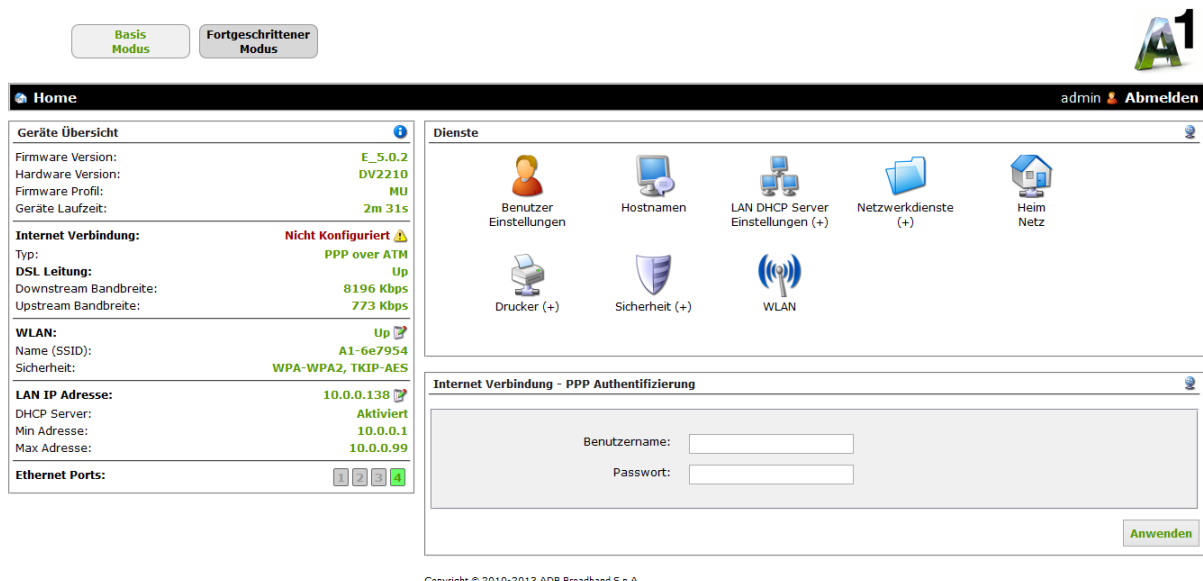 Basis
Modus
Fortgeschrittener
Modus
A1
Home
admin Abmelden
Geräte Übersicht
Firmware Version: E_5.0.2
Hardware Version: DV2210
Firmware Profil: MU
Geräte Laufzeit: 2m 31s
Internet Verbindung: Nicht Konfiguriert
Typ: PPP over ATM
DSL Leitung: Up
Downstream Bandbreite: 8196 Kbps
Upstream Bandbreite: 773 Kbps
WLAN: Up
Name (SSID): A1-6e7954
Sicherheit: WPA-WPA2, TKIP-AES
LAN IP Adresse: 10.0.0.138
DHCP Server: Aktiviert
Min Adresse: 10.0.0.1
Max Adresse: 10.0.0.99
Ethernet Ports: 1 2 3 4
Dienste
Benutzer
Einstellungen
Hostnamen
LAN DHCP Server
Einstellungen (+)
Netzwerkdienste
(+)
Heim
Netz
Drucker (+)
Sicherheit (+)
WLAN
Internet Verbindung - PPP Authentifizierung
Benutzername:
Passwort:
Anwenden
Copyright © 2010-2013 ADB Broadband S.p.A.